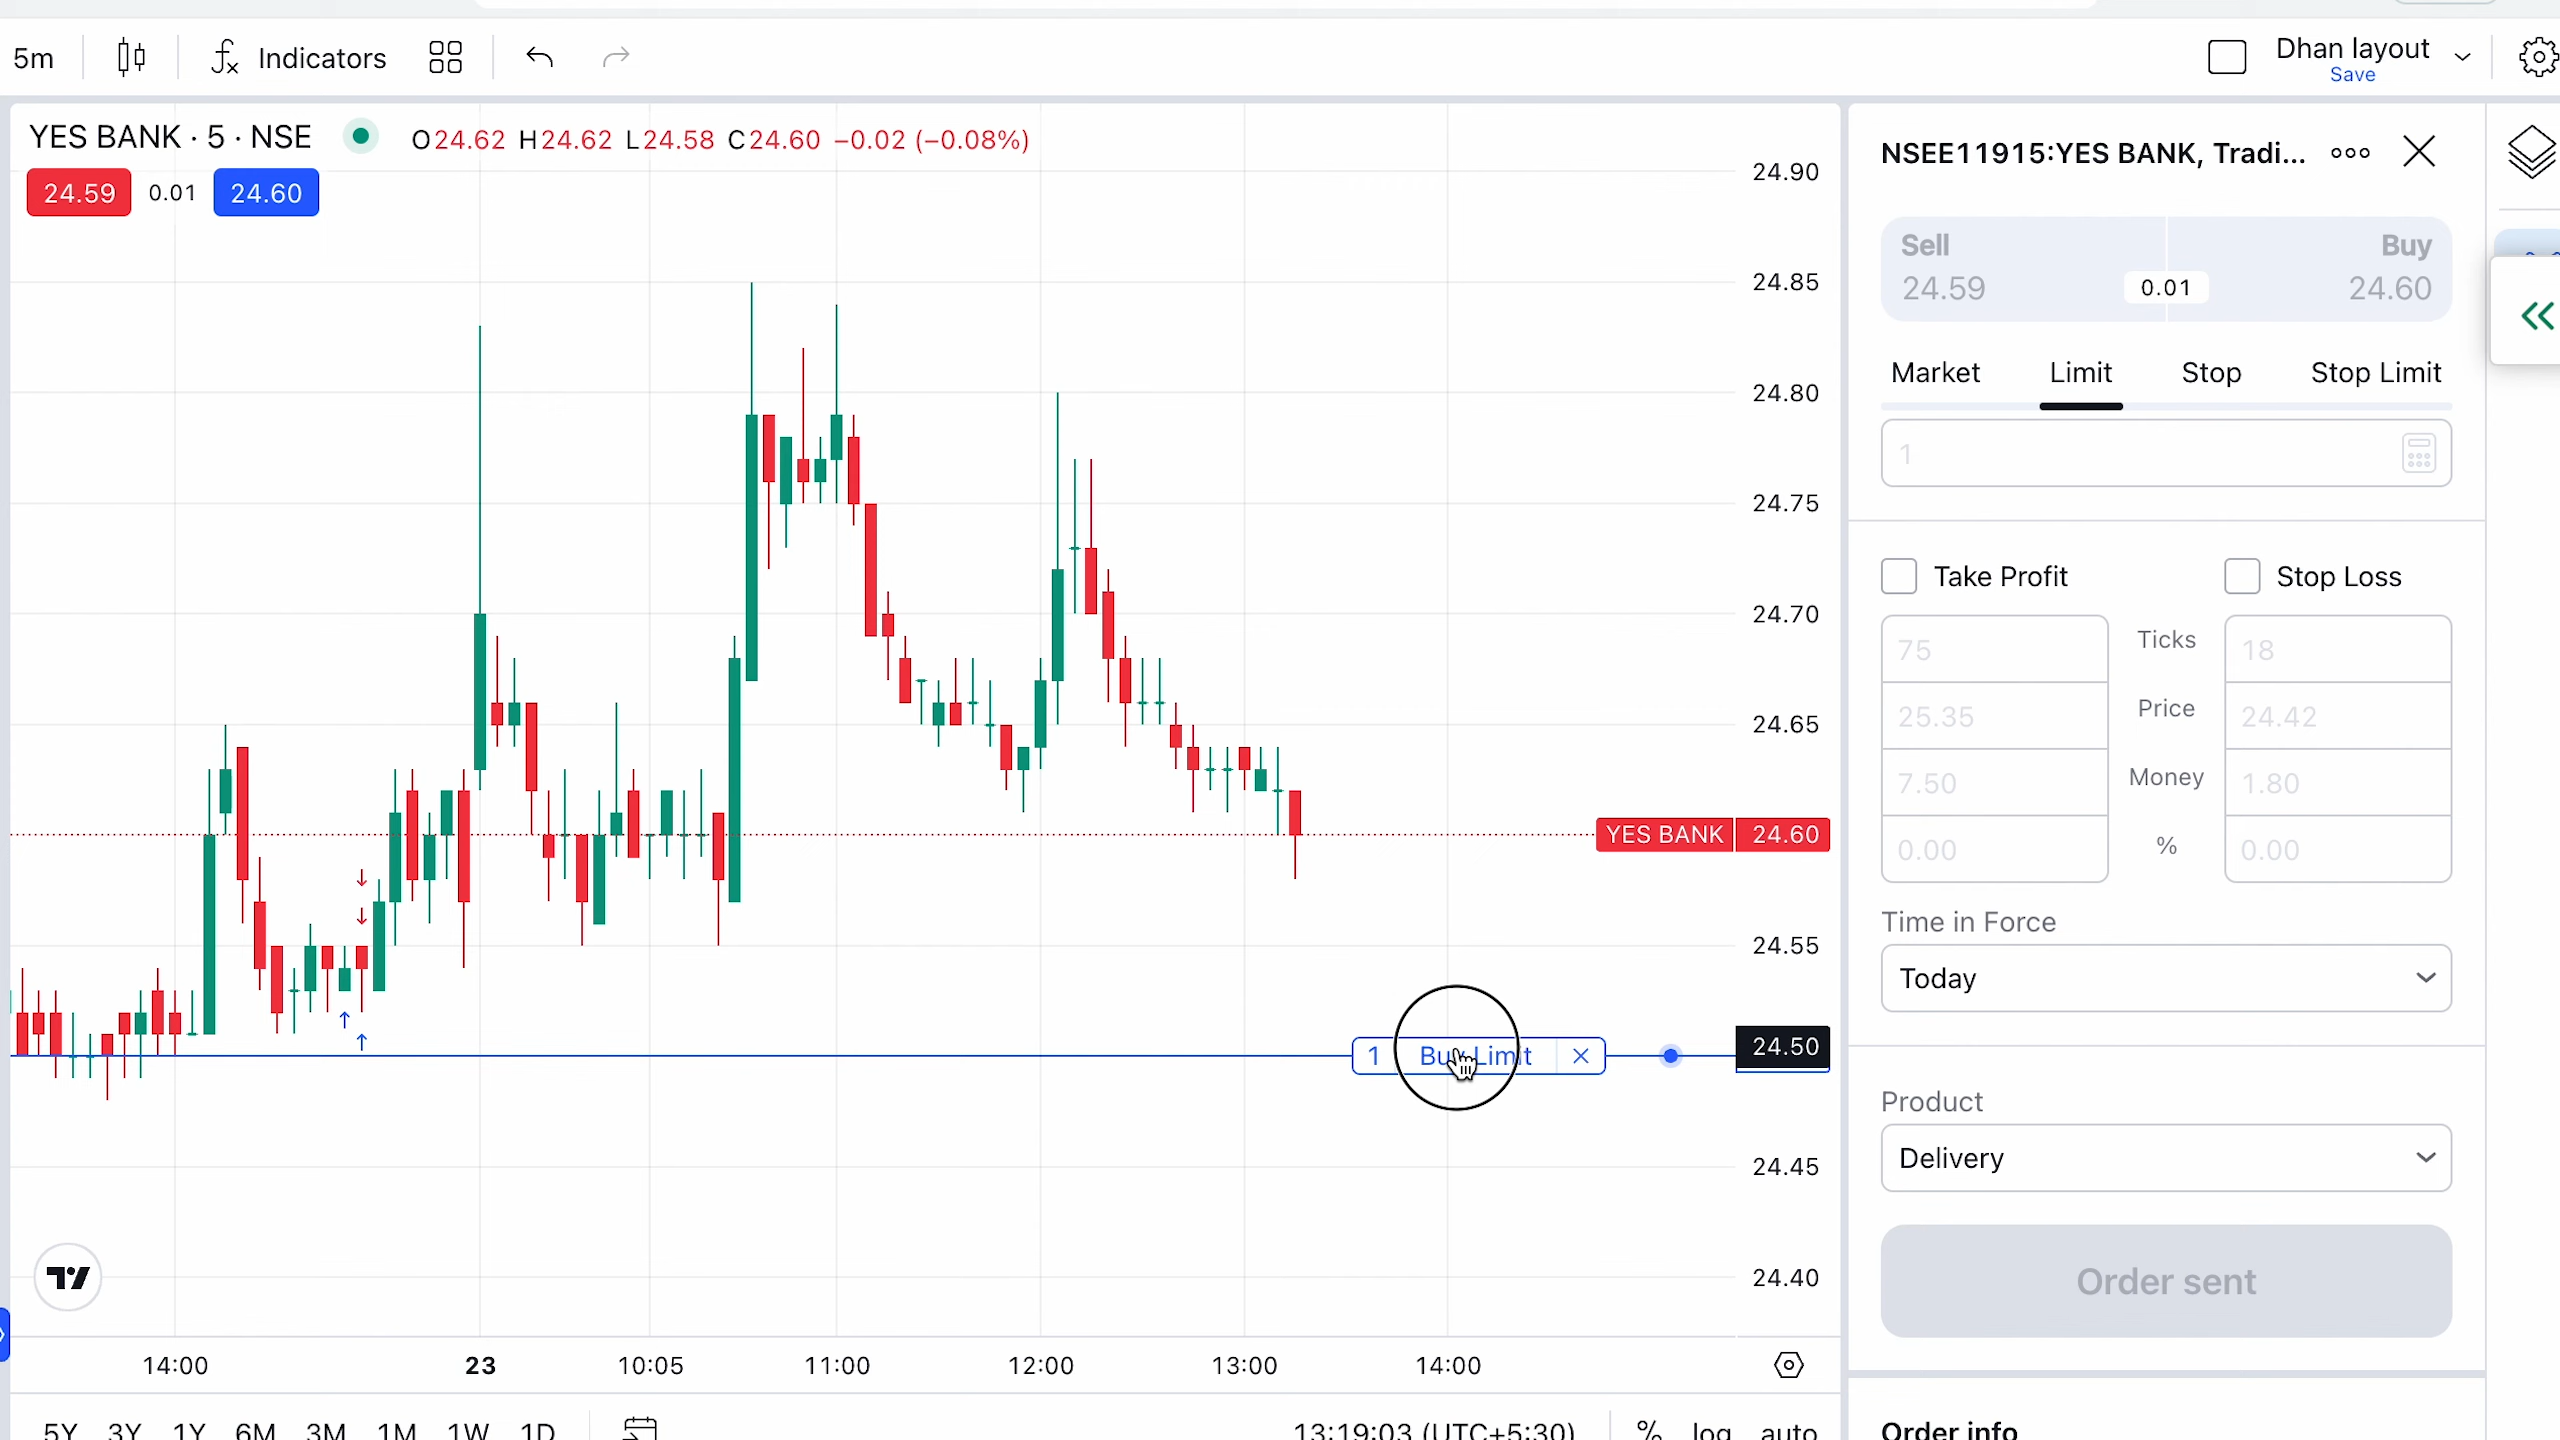 5m
Indicators
Dhan layout
Save
YES BANK · 5 · NSE
O24.62 H24.62 L24.58 C24.60 −0.02 (−0.08%)
24.59 0.01 24.60
24.90
24.85
24.80
24.75
24.70
24.65
YES BANK 24.60
24.55
1 Buy Limit
24.50
24.45
24.40
14:00 23 10:05 11:00 12:00 13:00 14:00
5Y 3Y 1Y 6M 3M 1M 1W 1D
13:19:03 (UTC+5:30) % log auto
NSEE11915:YES BANK, Tradi...
Sell Buy
24.59 0.01 24.60
Market Limit Stop Stop Limit
1
Take Profit Stop Loss
75 Ticks 18
25.35 Price 24.42
7.50 Money 1.80
0.00 % 0.00
Time in Force
Today
Product
Delivery
Order sent
Order info